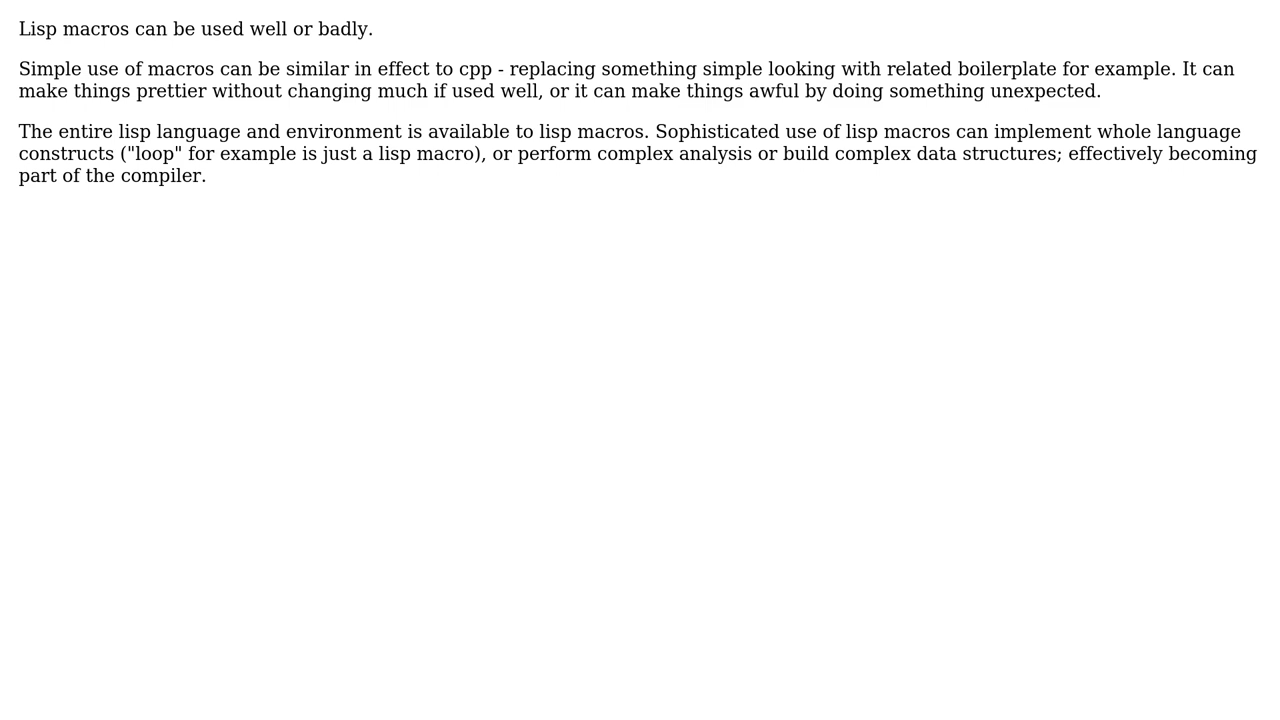 Lisp macros can be used well or badly.
Simple use of macros can be similar in effect to cpp - replacing something simple looking with related boilerplate for example. It can
make things prettier without changing much if used well, or it can make things awful by doing something unexpected.
The entire lisp language and environment is available to lisp macros. Sophisticated use of lisp macros can implement whole language
constructs ("loop" for example is just a lisp macro), or perform complex analysis or build complex data structures; effectively becoming
part of the compiler.